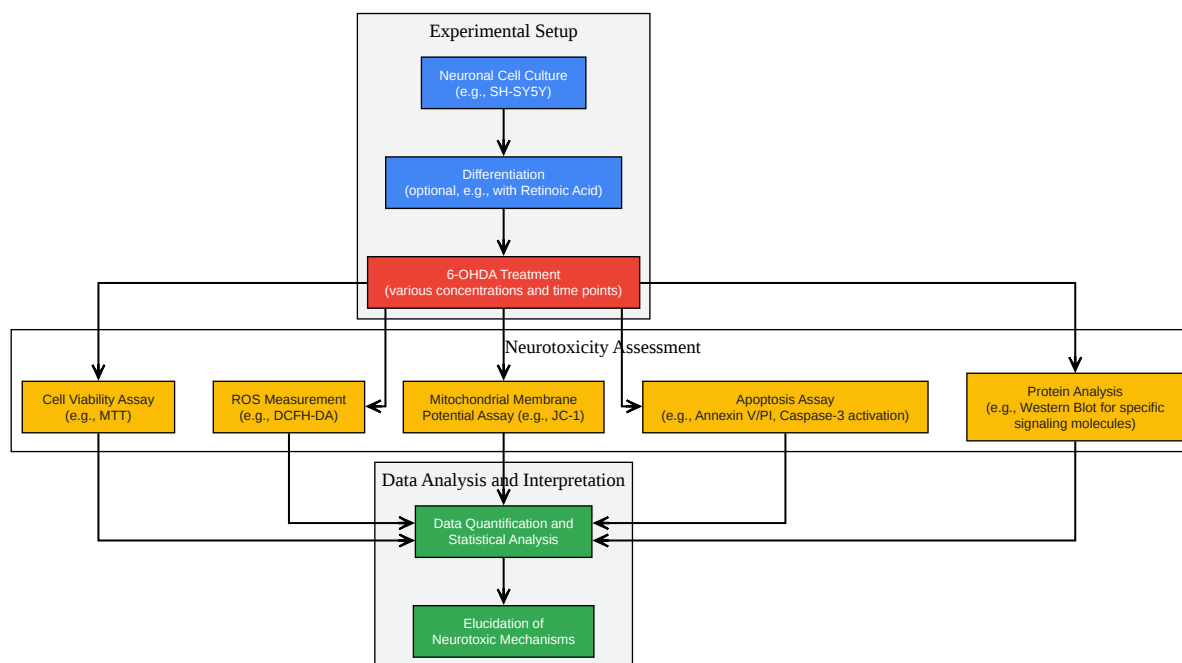 Experimental Setup
Neuronal Cell Culture
(e.g., SH-SY5Y)
Differentiation
(optional, e.g., with Retinoic Acid)
6-OHDA Treatment
(various concentrations and time points)
Neurotoxicity Assessment
Cell Viability Assay
(e.g., MTT)
ROS Measurement
(e.g., DCFH-DA)
Mitochondrial Membrane
Potential Assay (e.g., JC-1)
Apoptosis Assay
(e.g., Annexin V/PI, Caspase-3 activation)
Protein Analysis
(e.g., Western Blot for specific
signaling molecules)
Data Analysis and Interpretation
Data Quantification and
Statistical Analysis
Elucidation of
Neurotoxic Mechanisms